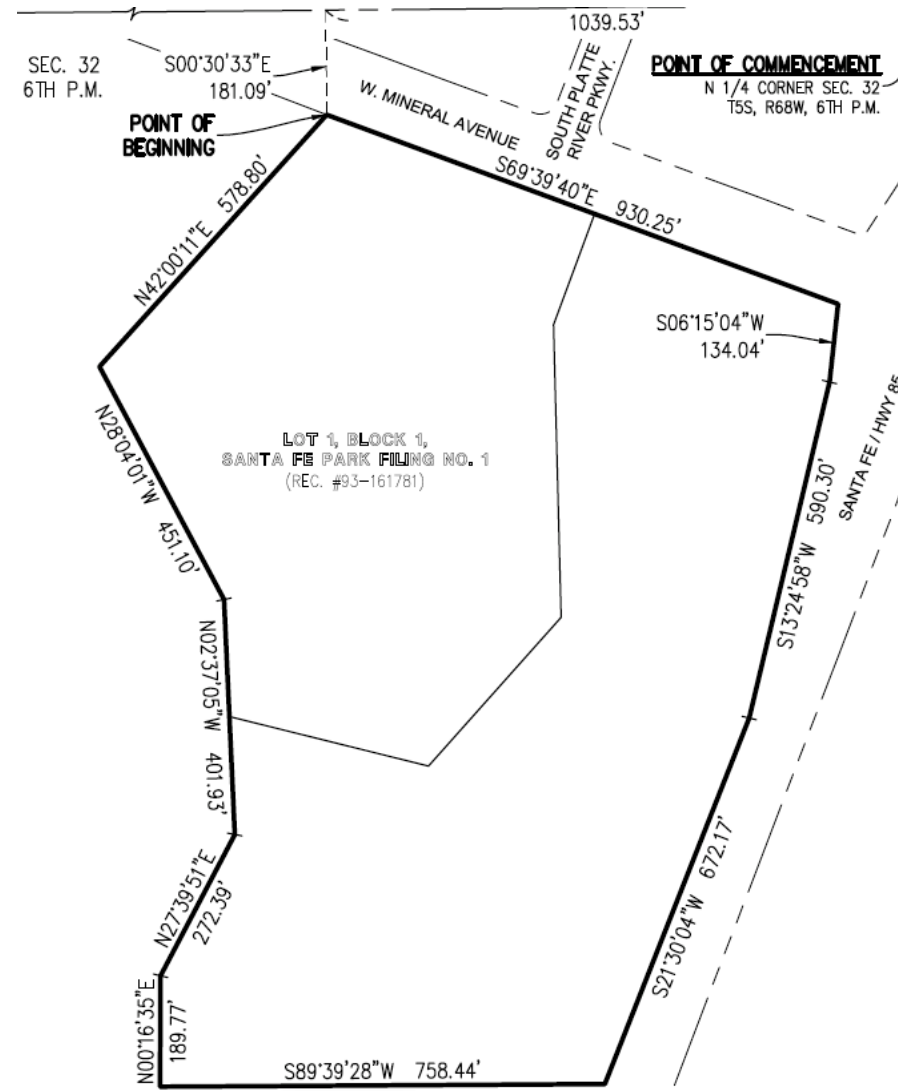 1039.53'
SEC. 32
6TH P.M.
S00°30'33"E
181.09'
POINT OF
BEGINNING
W. MINERAL AVENUE
SOUTH PLATTE
RIVER PKWY.
POINT OF COMMENCEMENT
N 1/4 CORNER SEC. 32
T5S, R68W, 6TH P.M.
S69°39'40"E 930.25'
N42°00'11"E 578.80'
S06°15'04"W
134.04'
SANTA FE / HWY 85
N28°04'01"W 451.10'
LOT 1, BLOCK 1,
SANTA FE PARK FILING NO. 1
(REC. #93-161781)
S13°24'58"W 590.30'
N02°37'05"W 401.93'
S21°30'04"W 672.17'
N27°39'51"E
272.39'
N00°16'35"E
189.77'
S89°39'28"W 758.44'